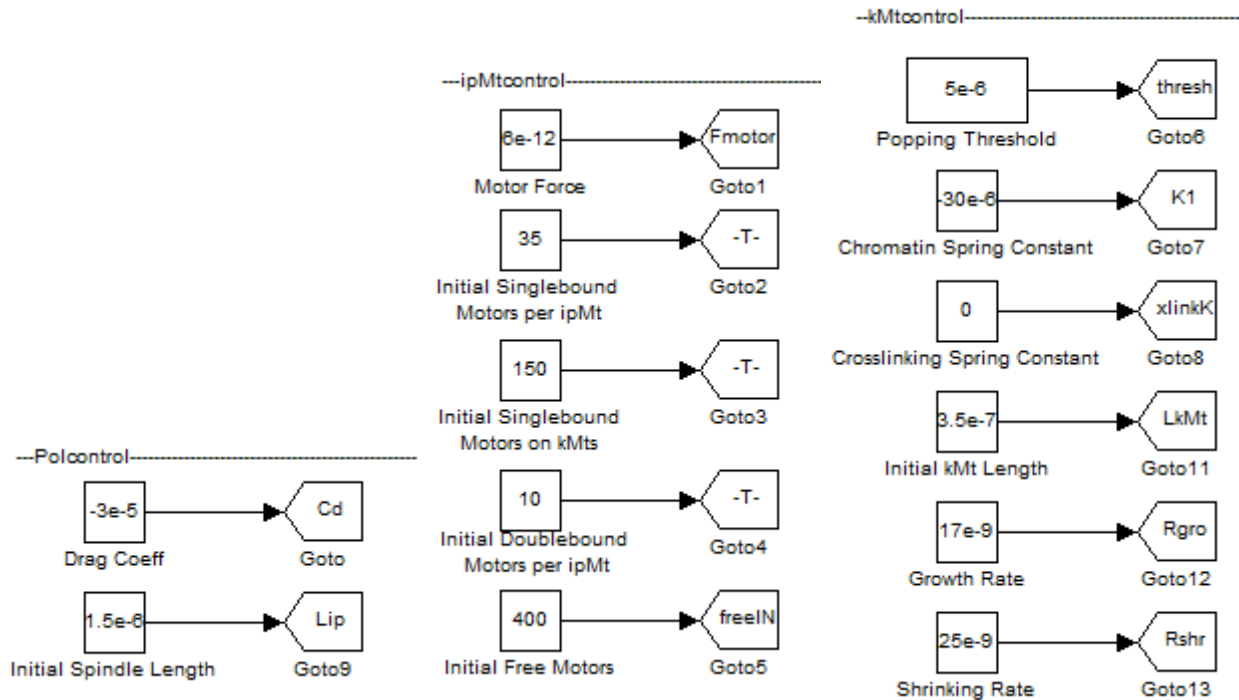 ---Polcontrol-----------------------------------------
-3e-5
Cd
Drag Coeff
Goto
1.5e-6
Lip
Initial Spindle Length
Goto9
---ipMtcontrol----------------------------------------
6e-12
Fmotor
Motor Force
Goto1
35
-T-
Initial Singlebound
Motors per ipMt
Goto2
150
-T-
Initial Singlebound
Motors on kMts
Goto3
10
-T-
Initial Doublebound
Motors per ipMt
Goto4
400
freeIN
Initial Free Motors
Goto5
--kMtcontrol------------------------------------------
5e-6
thresh
Popping Threshold
Goto6
-30e-6
K1
Chromatin Spring Constant
Goto7
0
xlinkK
Crosslinking Spring Constant
Goto8
3.5e-7
LkMt
Initial kMt Length
Goto11
17e-9
Rgro
Growth Rate
Goto12
25e-9
Rshr
Shrinking Rate
Goto13